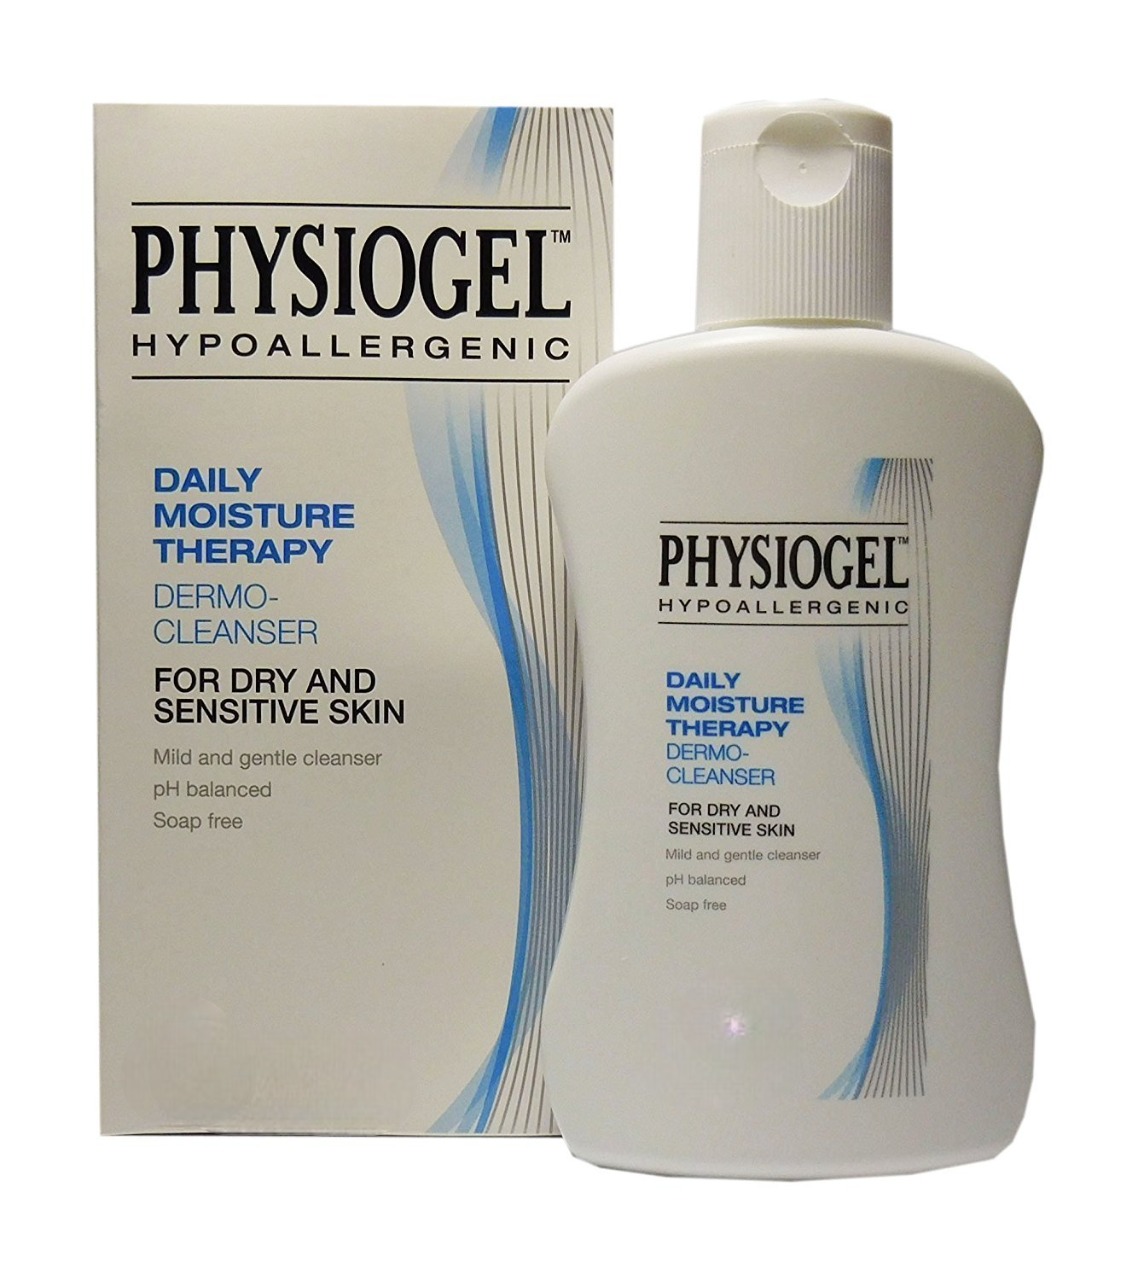 PHYSIOGEL™
HYPOALLERGENIC
DAILY
MOISTURE
THERAPY
DERMO-
CLEANSER
FOR DRY AND
SENSITIVE SKIN
Mild and gentle cleanser
pH balanced
Soap free
PHYSIOGEL™
HYPOALLERGENIC
DAILY
MOISTURE
THERAPY
DERMO-
CLEANSER
FOR DRY AND
SENSITIVE SKIN
Mild and gentle cleanser
pH balanced
Soap free